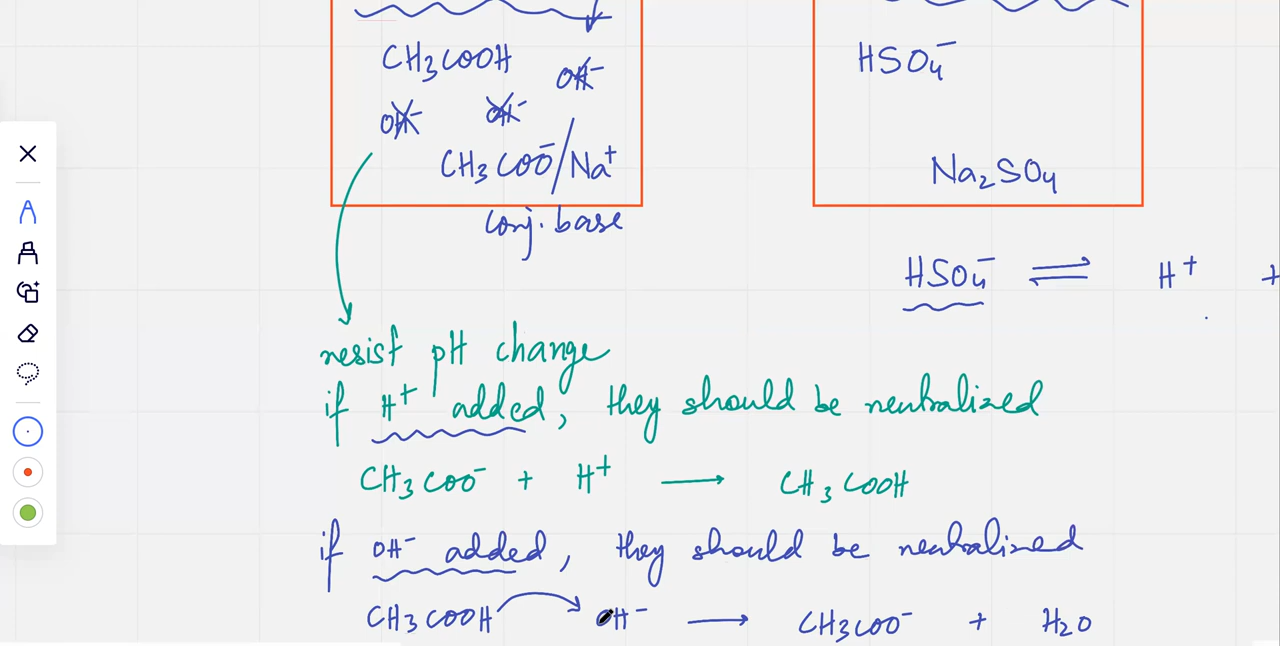 CH₃COOH
OH⁻
OH⁻ OH⁻
CH₃COO⁻/Na⁺
conj. base
HSO₄⁻
Na₂SO₄
HSO₄⁻ ⇌ H⁺ +
resist pH change
if H⁺ added, they should be neutralized
CH₃COO⁻ + H⁺ → CH₃COOH
if OH⁻ added, they should be neutralized
CH₃COOH OH⁻ → CH₃COO⁻ + H₂O